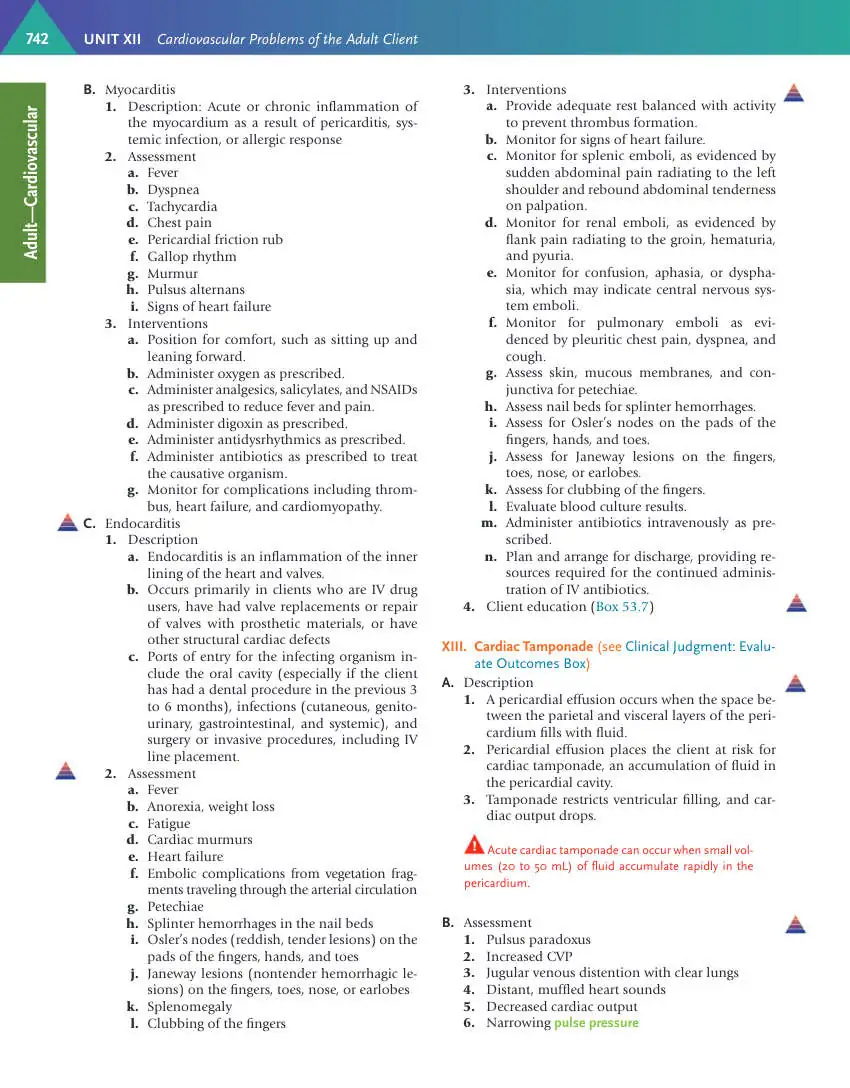 742
UNIT XII Cardiovascular Problems of the Adult Client
Adult—Cardiovascular
B. Myocarditis
1. Description: Acute or chronic inflammation of
the myocardium as a result of pericarditis, sys-
temic infection, or allergic response
2. Assessment
a. Fever
b. Dyspnea
c. Tachycardia
d. Chest pain
e. Pericardial friction rub
f. Gallop rhythm
g. Murmur
h. Pulsus alternans
i. Signs of heart failure
3. Interventions
a. Position for comfort, such as sitting up and
leaning forward.
b. Administer oxygen as prescribed.
c. Administer analgesics, salicylates, and NSAIDs
as prescribed to reduce fever and pain.
d. Administer digoxin as prescribed.
e. Administer antidysrhythmics as prescribed.
f. Administer antibiotics as prescribed to treat
the causative organism.
g. Monitor for complications including throm-
bus, heart failure, and cardiomyopathy.
C. Endocarditis
1. Description
a. Endocarditis is an inflammation of the inner
lining of the heart and valves.
b. Occurs primarily in clients who are IV drug
users, have had valve replacements or repair
of valves with prosthetic materials, or have
other structural cardiac defects
c. Ports of entry for the infecting organism in-
clude the oral cavity (especially if the client
has had a dental procedure in the previous 3
to 6 months), infections (cutaneous, genito-
urinary, gastrointestinal, and systemic), and
surgery or invasive procedures, including IV
line placement.
2. Assessment
a. Fever
b. Anorexia, weight loss
c. Fatigue
d. Cardiac murmurs
e. Heart failure
f. Embolic complications from vegetation frag-
ments traveling through the arterial circulation
g. Petechiae
h. Splinter hemorrhages in the nail beds
i. Osler's nodes (reddish, tender lesions) on the
pads of the fingers, hands, and toes
j. Janeway lesions (nontender hemorrhagic le-
sions) on the fingers, toes, nose, or earlobes
k. Splenomegaly
l. Clubbing of the fingers
3. Interventions
a. Provide adequate rest balanced with activity
to prevent thrombus formation.
b. Monitor for signs of heart failure.
c. Monitor for splenic emboli, as evidenced by
sudden abdominal pain radiating to the left
shoulder and rebound abdominal tenderness
on palpation.
d. Monitor for renal emboli, as evidenced by
flank pain radiating to the groin, hematuria,
and pyuria.
e. Monitor for confusion, aphasia, or dyspha-
sia, which may indicate central nervous sys-
tem emboli.
f. Monitor for pulmonary emboli as evi-
denced by pleuritic chest pain, dyspnea, and
cough.
g. Assess skin, mucous membranes, and con-
junctiva for petechiae.
h. Assess nail beds for splinter hemorrhages.
i. Assess for Osler's nodes on the pads of the
fingers, hands, and toes.
j. Assess for Janeway lesions on the fingers,
toes, nose, or earlobes.
k. Assess for clubbing of the fingers.
l. Evaluate blood culture results.
m. Administer antibiotics intravenously as pre-
scribed.
n. Plan and arrange for discharge, providing re-
sources required for the continued adminis-
tration of IV antibiotics.
4. Client education (Box 53.7)
XIII. Cardiac Tamponade (see Clinical Judgment: Evalu-
ate Outcomes Box)
A. Description
1. A pericardial effusion occurs when the space be-
tween the parietal and visceral layers of the peri-
cardium fills with fluid.
2. Pericardial effusion places the client at risk for
cardiac tamponade, an accumulation of fluid in
the pericardial cavity.
3. Tamponade restricts ventricular filling, and car-
diac output drops.
Acute cardiac tamponade can occur when small vol-
umes (20 to 50 mL) of fluid accumulate rapidly in the
pericardium.
B. Assessment
1. Pulsus paradoxus
2. Increased CVP
3. Jugular venous distention with clear lungs
4. Distant, muffled heart sounds
5. Decreased cardiac output
6. Narrowing pulse pressure